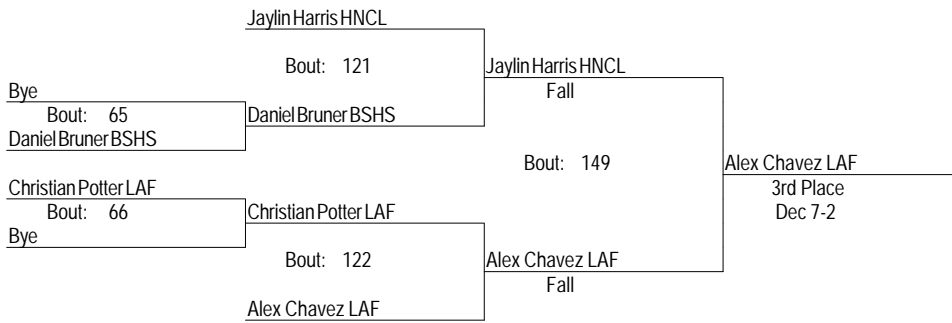 Jaylin Harris HNCL
Bout: 121
Jaylin Harris HNCL
Fall
Bye
Bout: 65
Daniel Bruner BSHS
Daniel Bruner BSHS
Bout: 149
Alex Chavez LAF
3rd Place
Dec 7-2
Christian Potter LAF
Bout: 66
Christian Potter LAF
Bye
Bout: 122
Alex Chavez LAF
Fall
Alex Chavez LAF